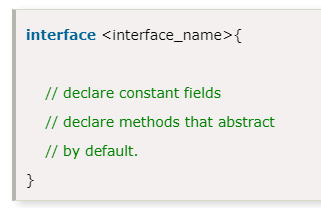 interface <interface_name>{
// declare constant fields
// declare methods that abstract
// by default.
}